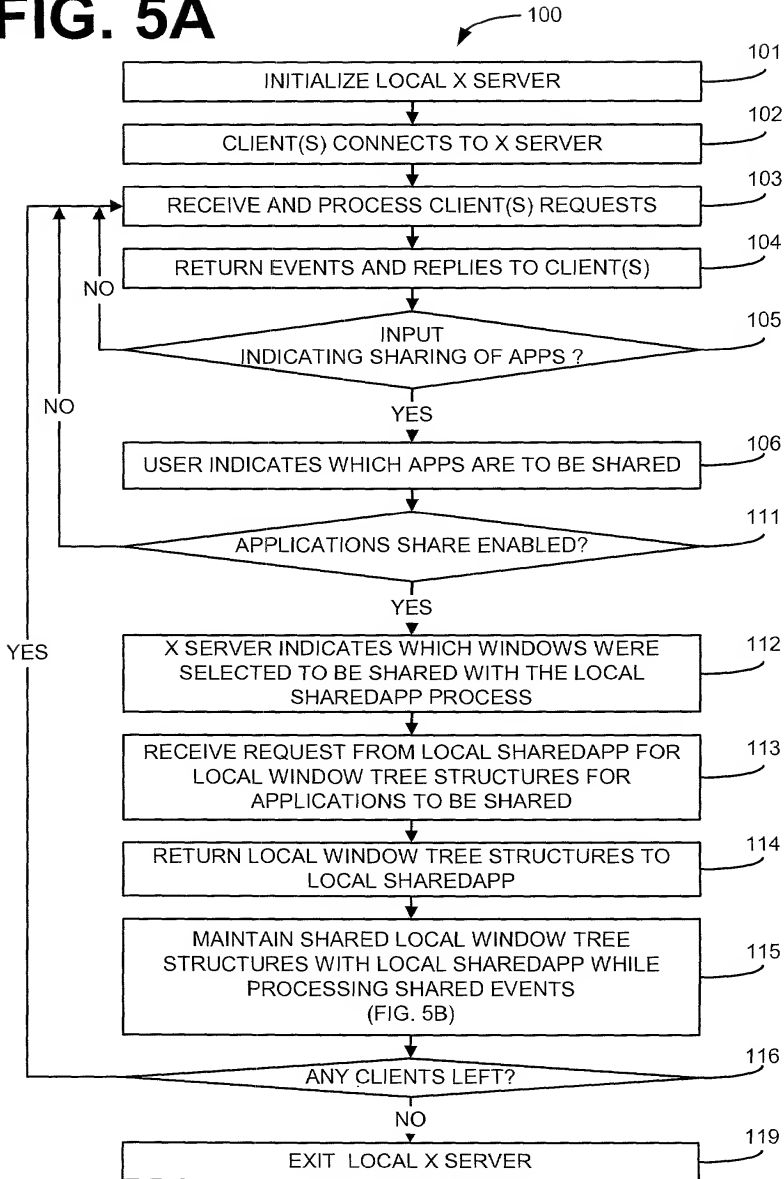 FIG. 5A
100
101
INITIALIZE LOCAL X SERVER
102
CLIENT(S) CONNECTS TO X SERVER
103
RECEIVE AND PROCESS CLIENT(S) REQUESTS
104
RETURN EVENTS AND REPLIES TO CLIENT(S)
NO
105
INPUT
INDICATING SHARING OF APPS ?
NO
YES
106
USER INDICATES WHICH APPS ARE TO BE SHARED
111
APPLICATIONS SHARE ENABLED?
YES
YES
112
X SERVER INDICATES WHICH WINDOWS WERE
SELECTED TO BE SHARED WITH THE LOCAL
SHAREDAPP PROCESS
113
RECEIVE REQUEST FROM LOCAL SHAREDAPP FOR
LOCAL WINDOW TREE STRUCTURES FOR
APPLICATIONS TO BE SHARED
114
RETURN LOCAL WINDOW TREE STRUCTURES TO
LOCAL SHAREDAPP
115
MAINTAIN SHARED LOCAL WINDOW TREE
STRUCTURES WITH LOCAL SHAREDAPP WHILE
PROCESSING SHARED EVENTS
(FIG. 5B)
116
ANY CLIENTS LEFT?
NO
119
EXIT LOCAL X SERVER